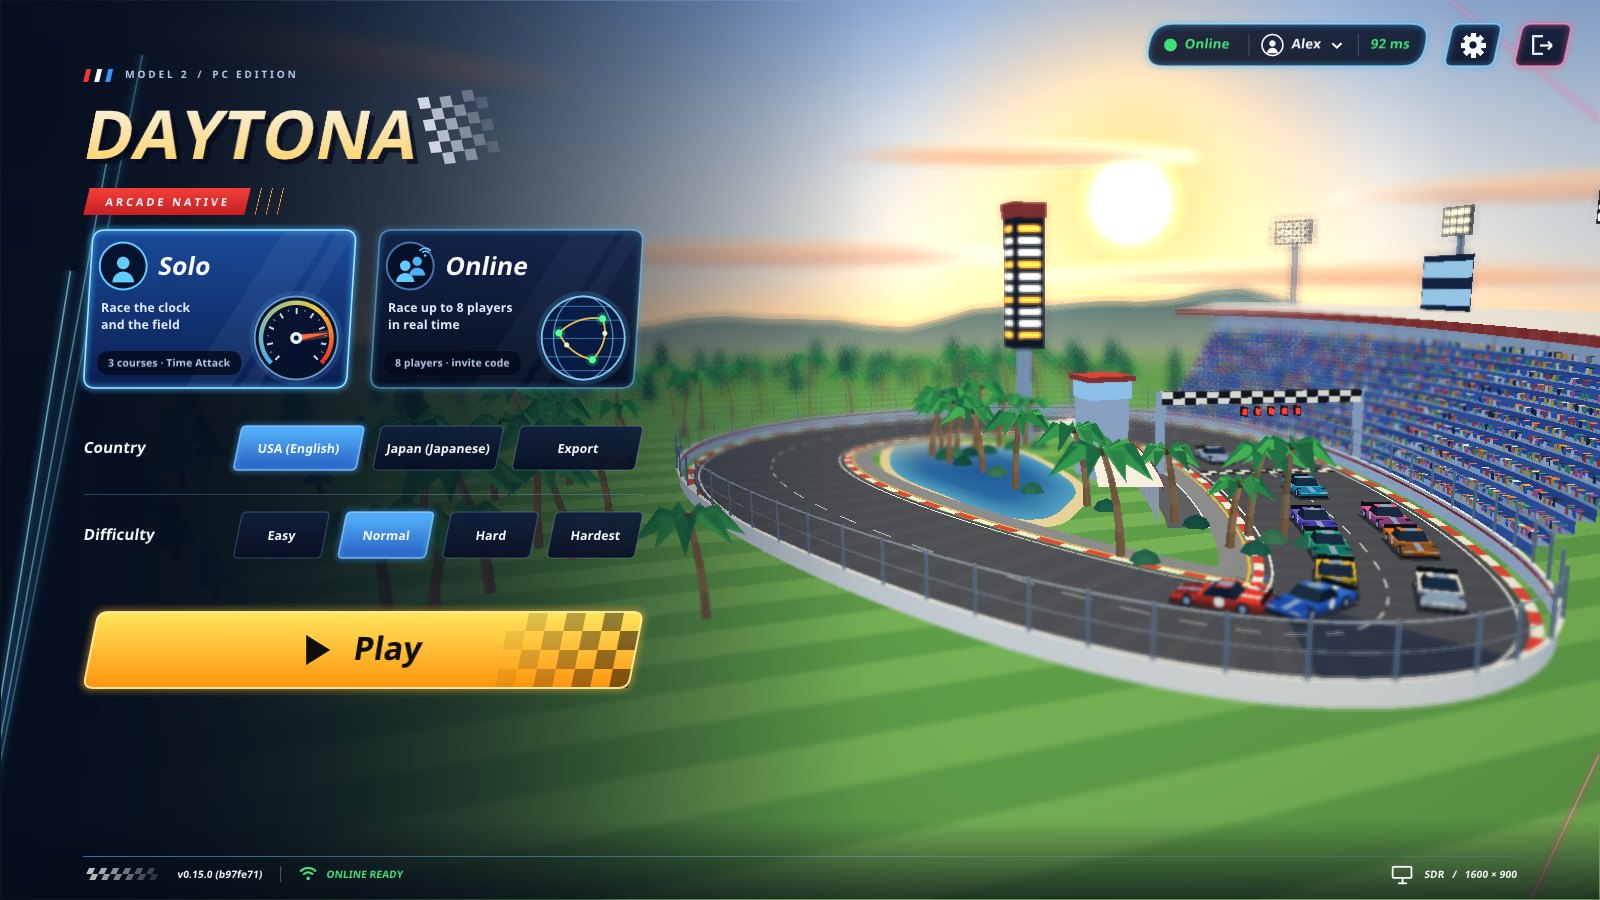 Online Alex 92 ms
MODEL 2 / PC EDITION
DAYTONA
ARCADE NATIVE
Solo
Race the clock
and the field
3 courses · Time Attack
Online
Race up to 8 players
in real time
8 players · invite code
Country USA (English) Japan (Japanese) Export
Difficulty Easy Normal Hard Hardest
Play
v0.15.0 (b97fe71) ONLINE READY SDR / 1600 × 900